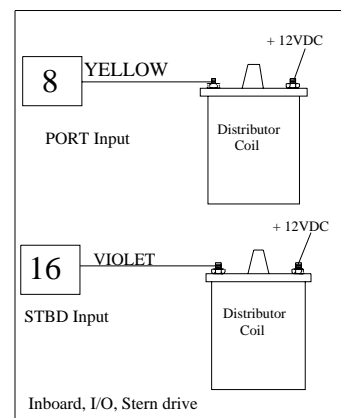 + 12VDC
8
YELLOW
PORT Input
Distributor
Coil
+ 12VDC
16
VIOLET
STBD Input
Distributor
Coil
Inboard, I/O, Stern drive